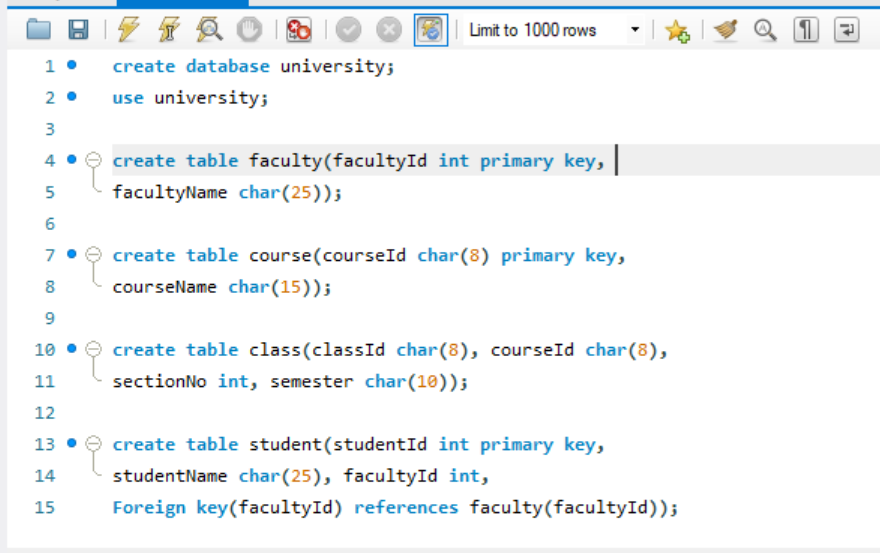 Limit to 1000 rows
1 create database university;
2 use university;
3
4 create table faculty(facultyId int primary key,
5 facultyName char(25));
6
7 create table course(courseId char(8) primary key,
8 courseName char(15));
9
10 create table class(classId char(8), courseId char(8),
11 sectionNo int, semester char(10));
12
13 create table student(studentId int primary key,
14 studentName char(25), facultyId int,
15 Foreign key(facultyId) references faculty(facultyId));